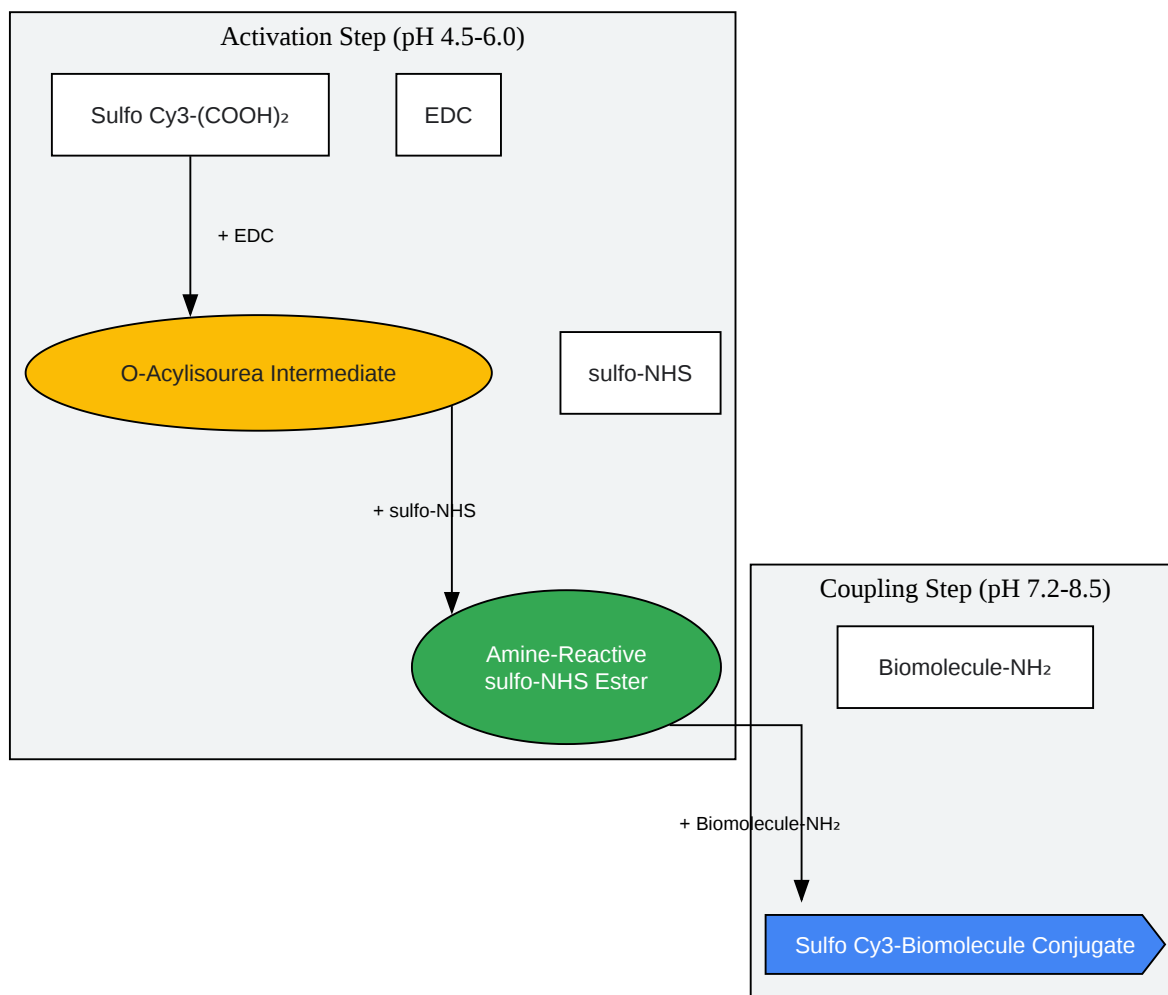 Activation Step (pH 4.5-6.0)
Sulfo Cy3-(COOH)₂
EDC
+ EDC
O-Acylisourea Intermediate
sulfo-NHS
+ sulfo-NHS
Amine-Reactive
sulfo-NHS Ester
Coupling Step (pH 7.2-8.5)
Biomolecule-NH₂
+ Biomolecule-NH₂
Sulfo Cy3-Biomolecule Conjugate